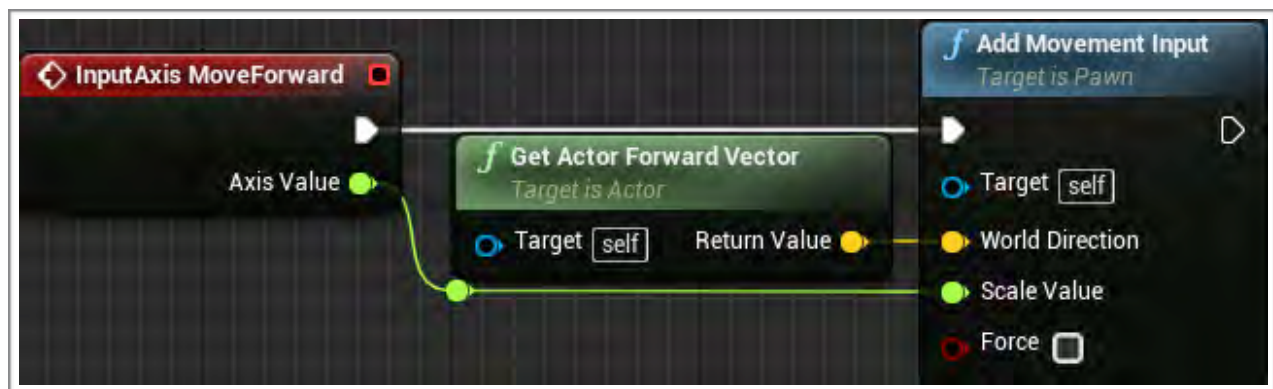 InputAxis MoveForward
Axis Value
f Get Actor Forward Vector
Target is Actor
Target self
Return Value
f Add Movement Input
Target is Pawn
Target self
World Direction
Scale Value
Force